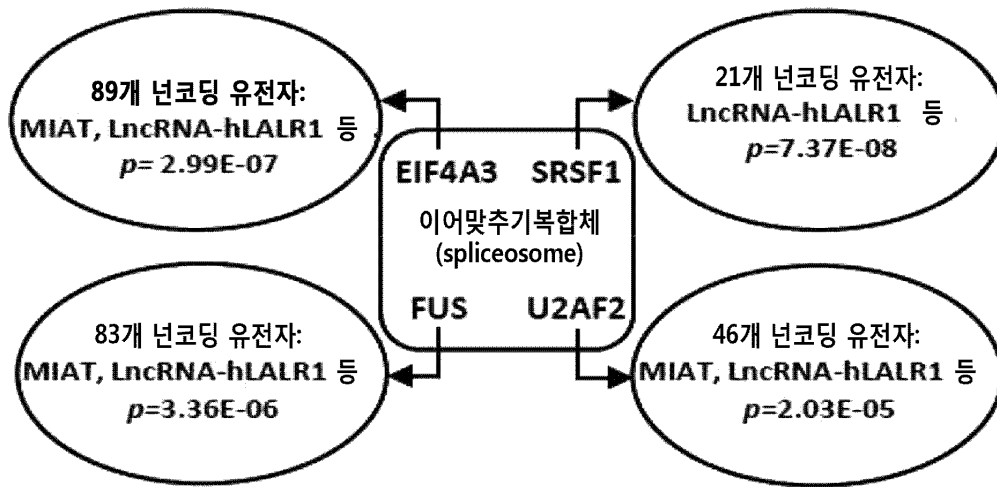 89개 넌코딩 유전자:
MIAT, LncRNA-hLALR1 등
p= 2.99E-07
21개 넌코딩 유전자:
LncRNA-hLALR1 등
p=7.37E-08
EIF4A3 SRSF1
이어맞추기복합체
(spliceosome)
FUS U2AF2
83개 넌코딩 유전자:
MIAT, LncRNA-hLALR1 등
p=3.36E-06
46개 넌코딩 유전자:
MIAT, LncRNA-hLALR1 등
p=2.03E-05